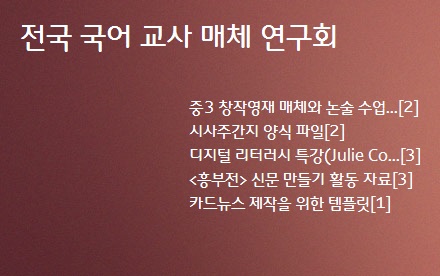 전국 국어 교사 매체 연구회
중3 창작영재 매체와 논술 수업...[2]
시사주간지 양식 파일[2]
디지털 리터러시 특강(Julie Co...[3]
<흥부전> 신문 만들기 활동 자료[3]
카드뉴스 제작을 위한 템플릿[1]